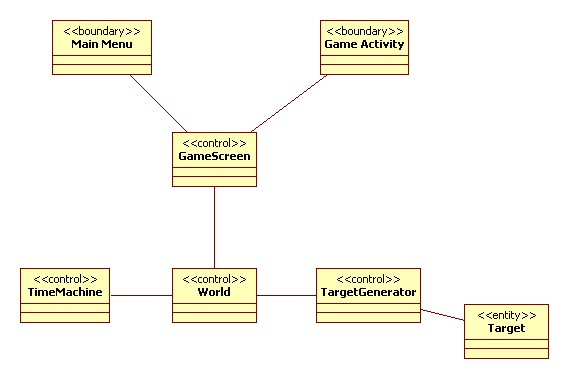 <<boundary>>
Main Menu
<<boundary>>
Game Activity
<<control>>
GameScreen
<<control>>
TimeMachine
<<control>>
World
<<control>>
TargetGenerator
<<entity>>
Target